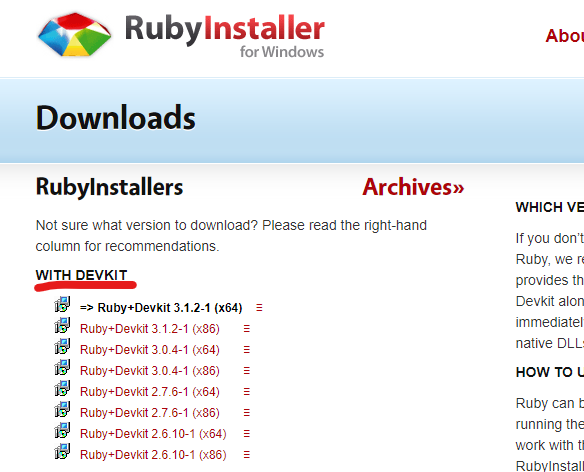 RubyInstaller
for Windows
Downloads
RubyInstallers
Archives»
Not sure what version to download? Please read the right-hand
column for recommendations.
WITH DEVKIT
=> Ruby+Devkit 3.1.2-1 (x64)
Ruby+Devkit 3.1.2-1 (x86)
Ruby+Devkit 3.0.4-1 (x64)
Ruby+Devkit 3.0.4-1 (x86)
Ruby+Devkit 2.7.6-1 (x64)
Ruby+Devkit 2.7.6-1 (x86)
Ruby+Devkit 2.6.10-1 (x64)
Ruby+Devkit 2.6.10-1 (x86)
WHICH VE
If you don't
Ruby, we re
provides th
Devkit alon
immediatel
native DLL
HOW TO U
Ruby can b
running the
work with t
RubyInstall